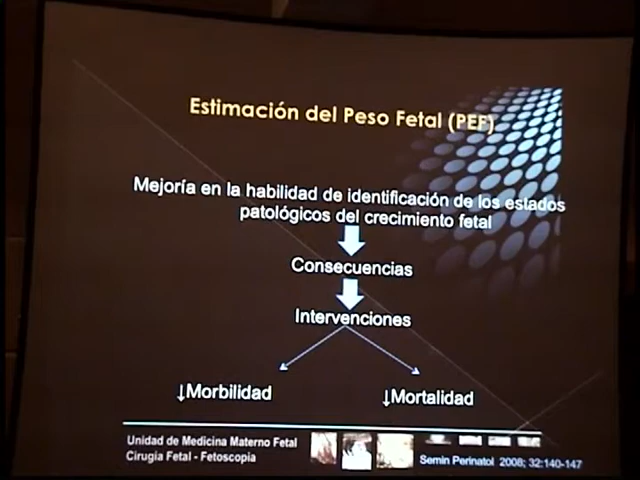 Estimación del Peso Fetal (PEF)
Mejoría en la habilidad de identificación de los estados
patológicos del crecimiento fetal
Consecuencias
Intervenciones
↓Morbilidad
↓Mortalidad
Unidad de Medicina Materno Fetal
Cirugía Fetal - Fetoscopia
Semin Perinatol 2008; 32:140-147